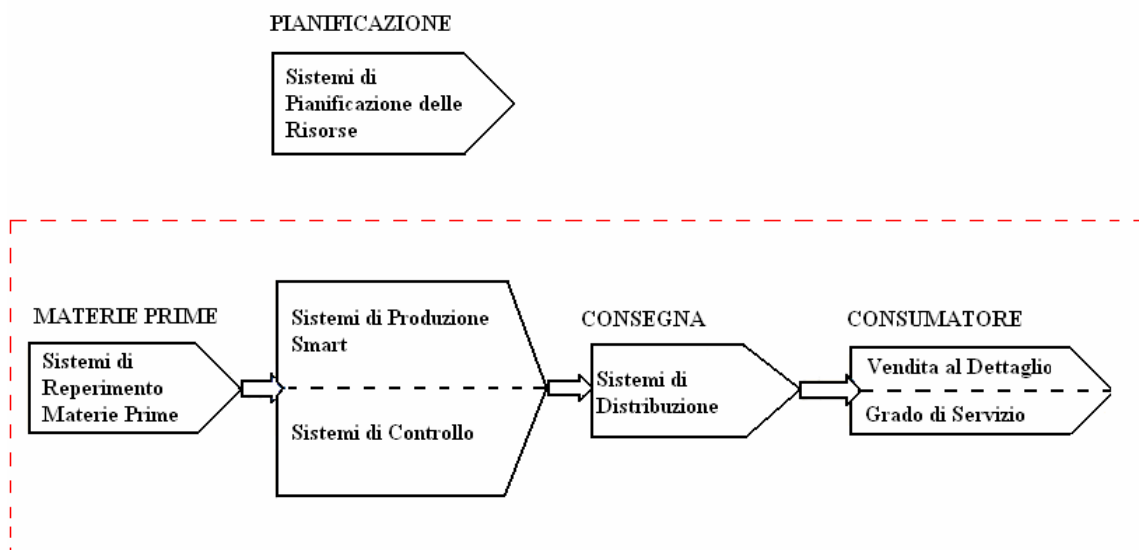 PIANIFICAZIONE
Sistemi di
Pianificazione delle
Risorse
MATERIE PRIME
Sistemi di
Reperimento
Materie Prime
Sistemi di Produzione
Smart
Sistemi di Controllo
CONSEGNA
Sistemi di
Distribuzione
CONSUMATORE
Vendita al Dettaglio
Grado di Servizio